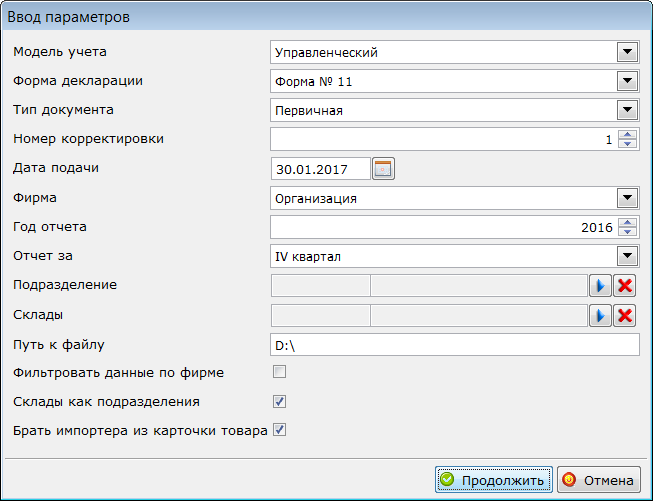 Ввод параметров
Модель учета Управленческий
Форма декларации Форма № 11
Тип документа Первичная
Номер корректировки 1
Дата подачи 30.01.2017
Фирма Организация
Год отчета 2016
Отчет за IV квартал
Подразделение
Склады
Путь к файлу D:\
Фильтровать данные по фирме
Склады как подразделения
Брать импортера из карточки товара
Продолжить Отмена